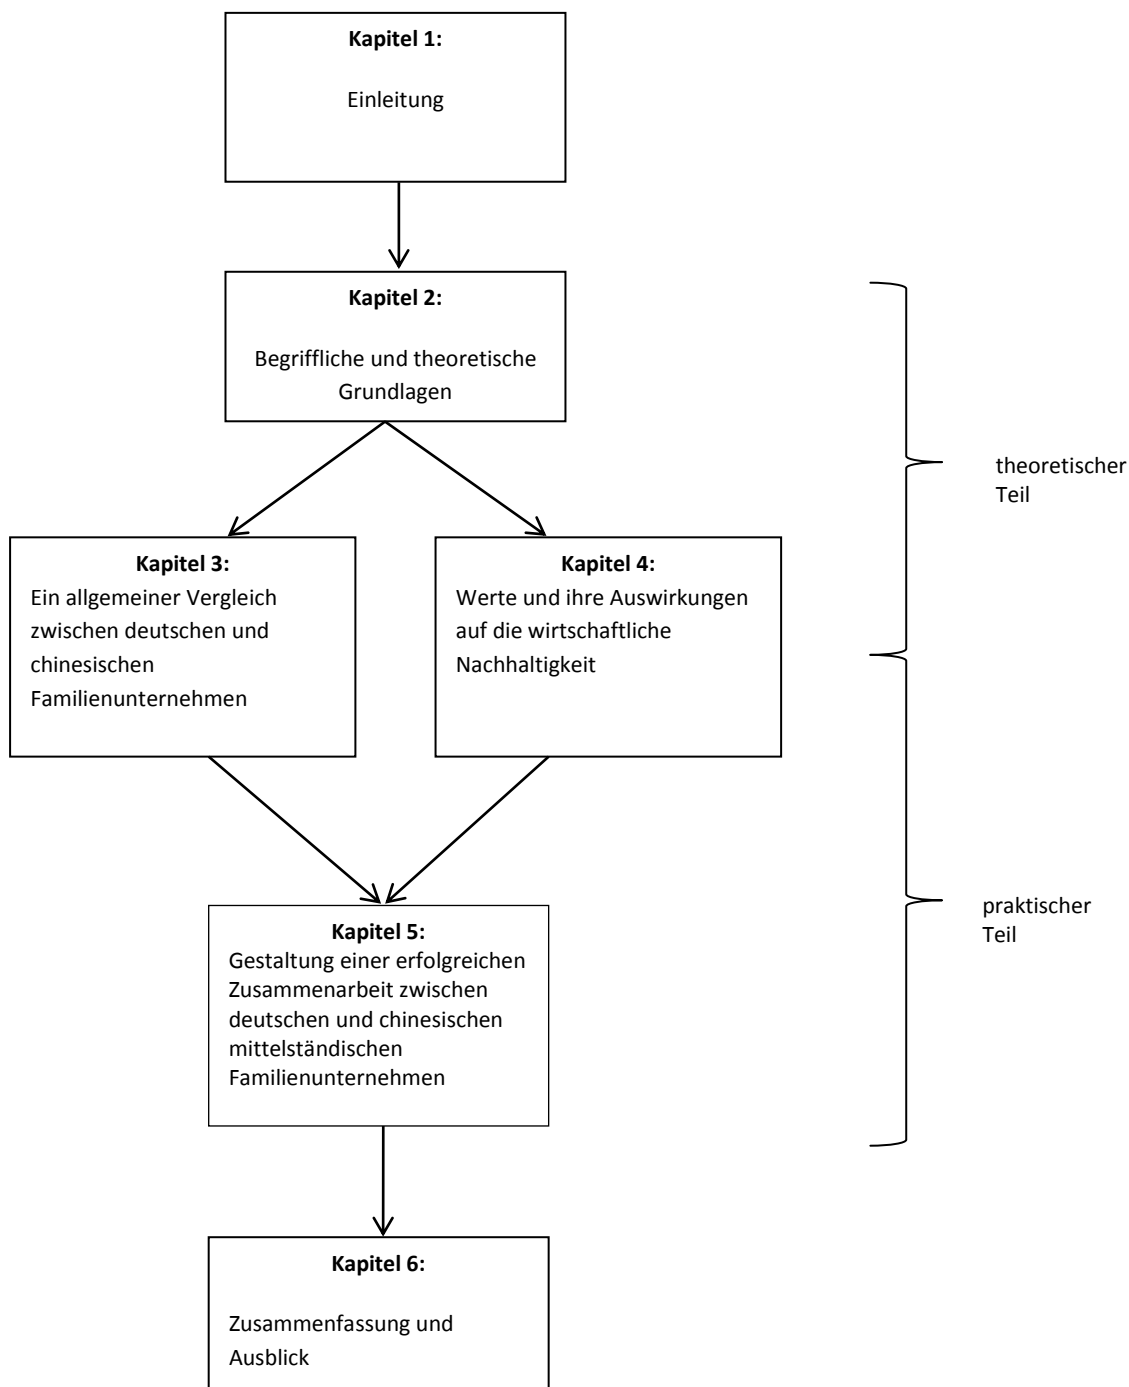 Kapitel 1:
Einleitung
Kapitel 2:
Begriffliche und theoretische
Grundlagen
theoretischer
Teil
Kapitel 3:
Ein allgemeiner Vergleich
zwischen deutschen und
chinesischen
Familienunternehmen
Kapitel 4:
Werte und ihre Auswirkungen
auf die wirtschaftliche
Nachhaltigkeit
praktischer
Teil
Kapitel 5:
Gestaltung einer erfolgreichen
Zusammenarbeit zwischen
deutschen und chinesischen
mittelständischen
Familienunternehmen
Kapitel 6:
Zusammenfassung und
Ausblick